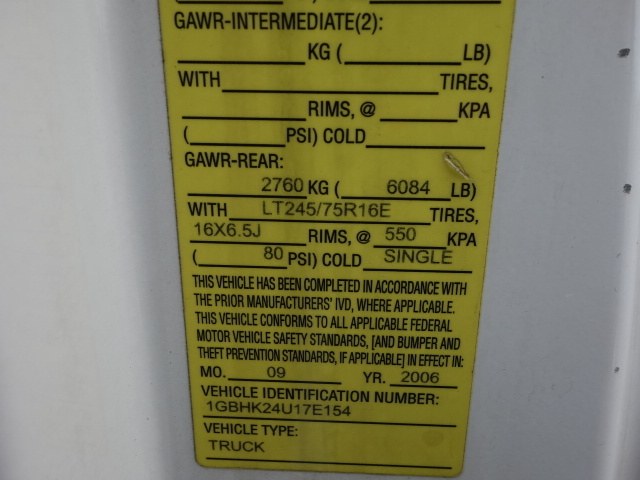 GAWR-INTERMEDIATE(2):
KG ( LB)
WITH TIRES,
RIMS, @ KPA
( PSI) COLD
GAWR-REAR:
2760 KG ( 6084 LB)
WITH LT245/75R16E TIRES,
16X6.5J RIMS, @ 550 KPA
( 80 PSI) COLD SINGLE
THIS VEHICLE HAS BEEN COMPLETED IN ACCORDANCE WITH
THE PRIOR MANUFACTURERS' IVD, WHERE APPLICABLE.
THIS VEHICLE CONFORMS TO ALL APPLICABLE FEDERAL
MOTOR VEHICLE SAFETY STANDARDS, [AND BUMPER AND
THEFT PREVENTION STANDARDS, IF APPLICABLE] IN EFFECT IN:
MO. 09 YR. 2006
VEHICLE IDENTIFICATION NUMBER:
1GBHK24U17E154
VEHICLE TYPE:
TRUCK